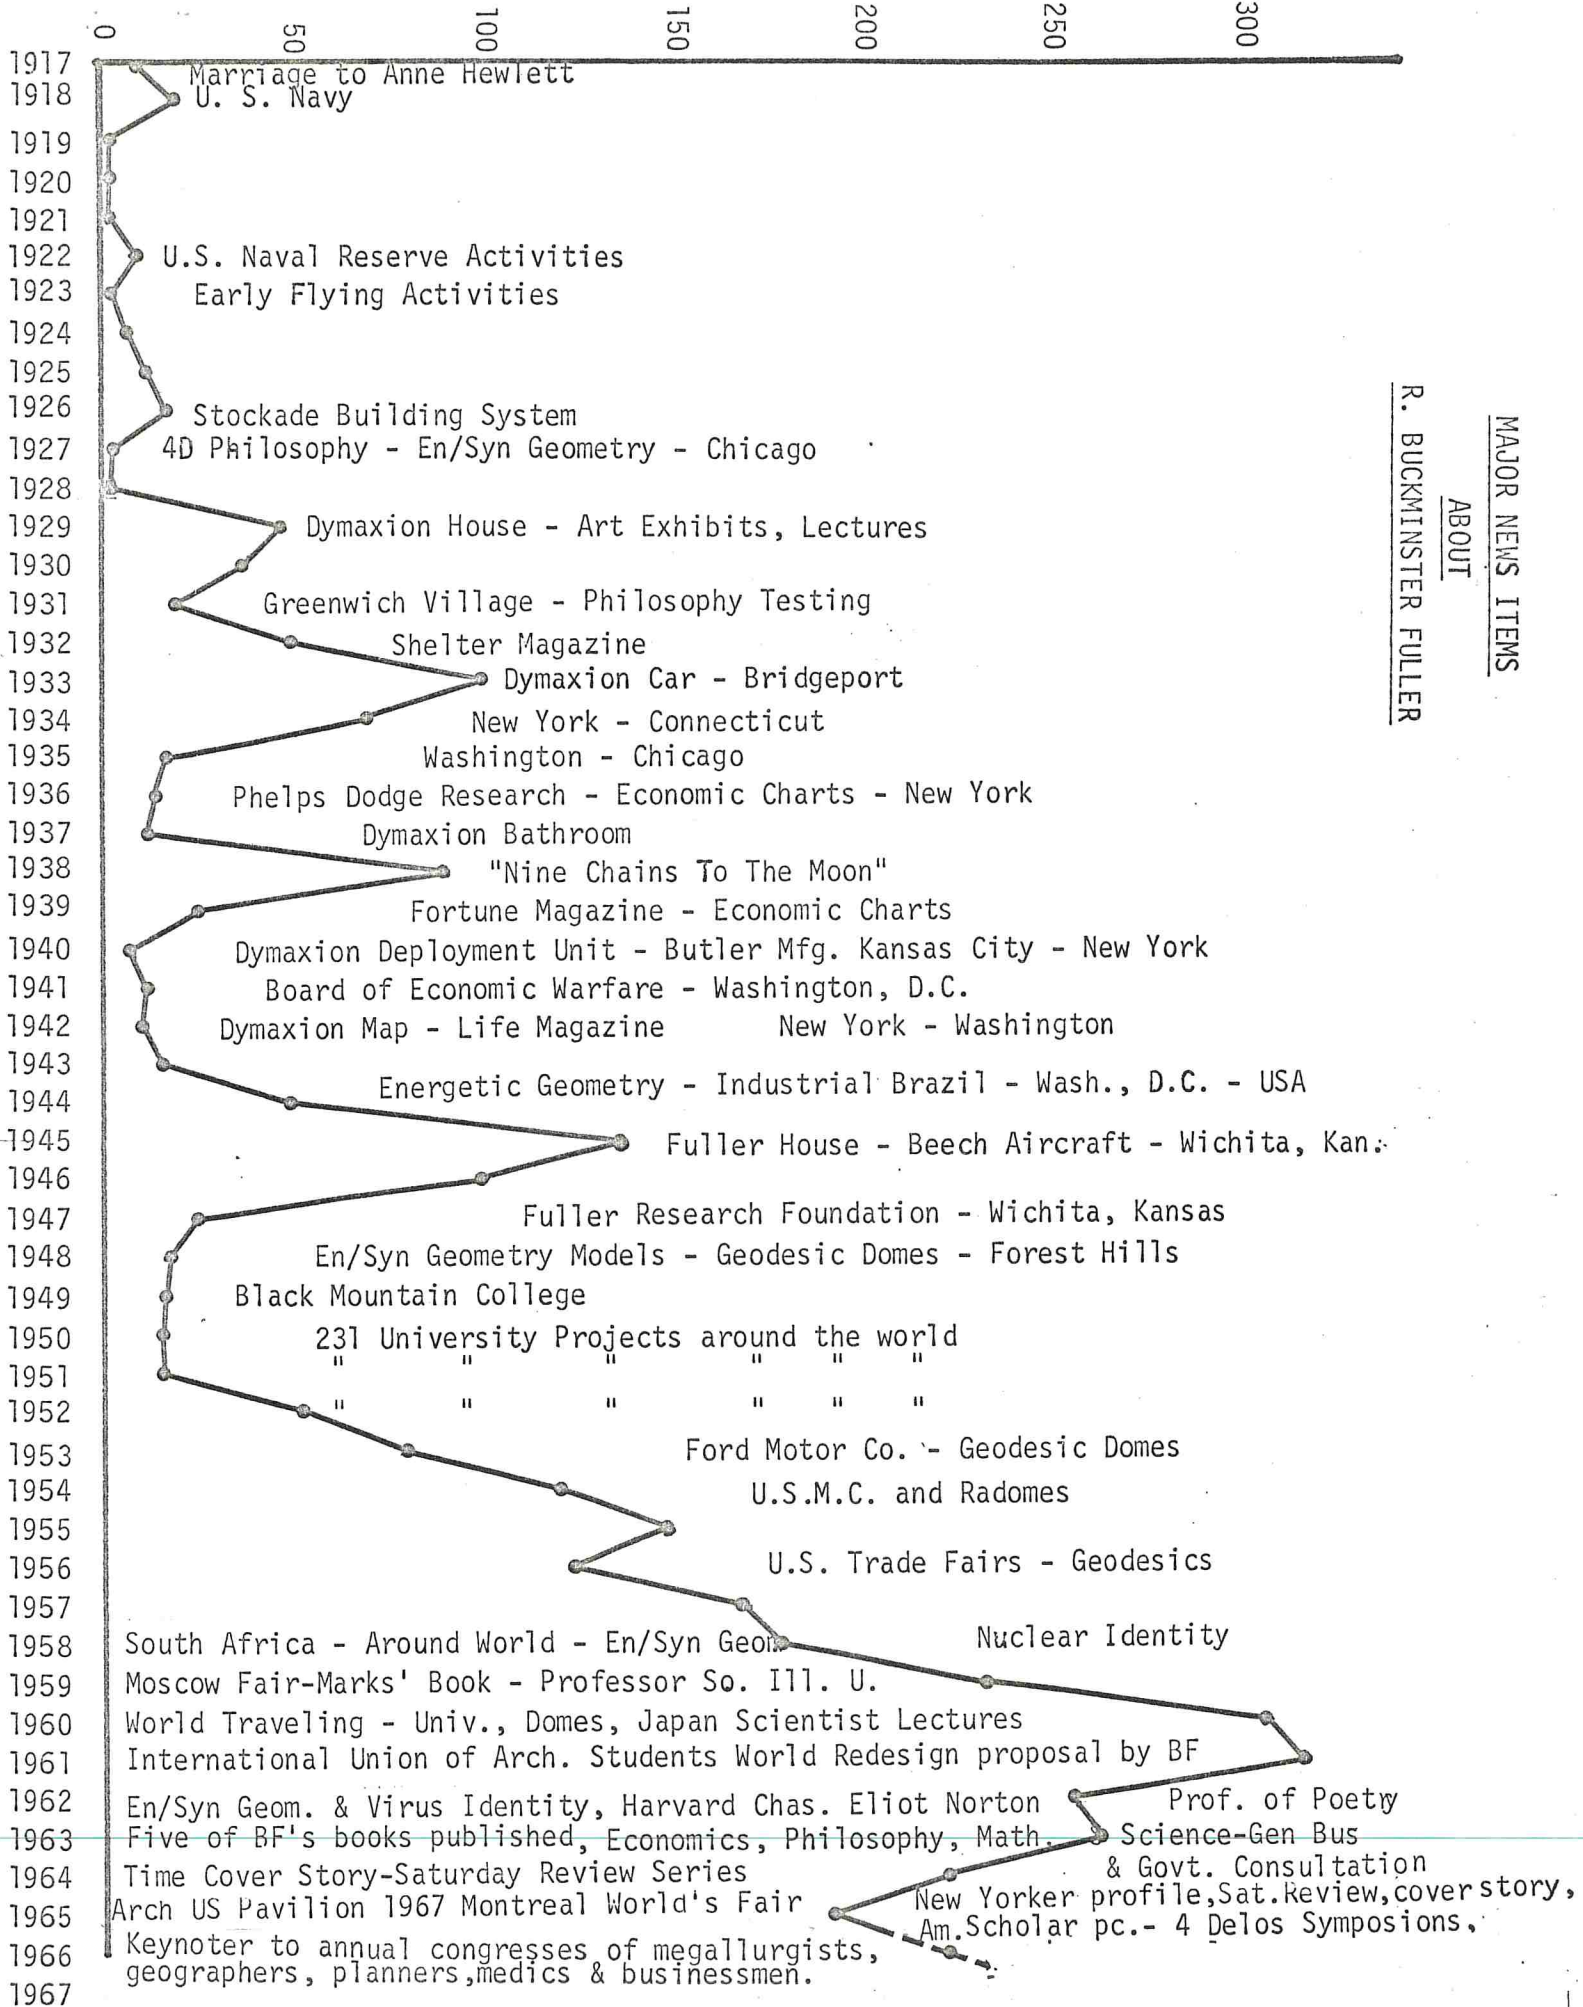 0 50 100 150 200 250 300
MAJOR NEWS ITEMS
ABOUT
R. BUCKMINSTER FULLER
1917 Marriage to Anne Hewlett
1918 U. S. Navy
1919
1920
1921
1922 U.S. Naval Reserve Activities
1923 Early Flying Activities
1924
1925
1926 Stockade Building System
1927 4D Philosophy - En/Syn Geometry - Chicago
1928
1929 Dymaxion House - Art Exhibits, Lectures
1930
1931 Greenwich Village - Philosophy Testing
1932 Shelter Magazine
1933 Dymaxion Car - Bridgeport
1934 New York - Connecticut
1935 Washington - Chicago
1936 Phelps Dodge Research - Economic Charts - New York
1937 Dymaxion Bathroom
1938 "Nine Chains To The Moon"
1939 Fortune Magazine - Economic Charts
1940 Dymaxion Deployment Unit - Butler Mfg. Kansas City - New York
1941 Board of Economic Warfare - Washington, D.C.
1942 Dymaxion Map - Life Magazine New York - Washington
1943
Energetic Geometry - Industrial Brazil - Wash., D.C. - USA
1944
1945 Fuller House - Beech Aircraft - Wichita, Kan.
1946
1947 Fuller Research Foundation - Wichita, Kansas
1948 En/Syn Geometry Models - Geodesic Domes - Forest Hills
1949 Black Mountain College
1950 231 University Projects around the world
1951 " " " " " "
1952 " " " " " "
1953 Ford Motor Co. - Geodesic Domes
1954 U.S.M.C. and Radomes
1955
1956 U.S. Trade Fairs - Geodesics
1957
1958 South Africa - Around World - En/Syn Geom. Nuclear Identity
1959 Moscow Fair-Marks' Book - Professor So. Ill. U.
1960 World Traveling - Univ., Domes, Japan Scientist Lectures
1961 International Union of Arch. Students World Redesign proposal by BF
1962 En/Syn Geom. & Virus Identity, Harvard Chas. Eliot Norton Prof. of Poetry
1963 Five of BF's books published, Economics, Philosophy, Math. Science-Gen Bus
& Govt. Consultation
1964 Time Cover Story-Saturday Review Series
New Yorker profile,Sat.Review,cover story,
1965 Arch US Pavilion 1967 Montreal World's Fair
Am.Scholar pc.- 4 Delos Symposions,
1966 Keynoter to annual congresses of megallurgists,
geographers, planners,medics & businessmen.
1967